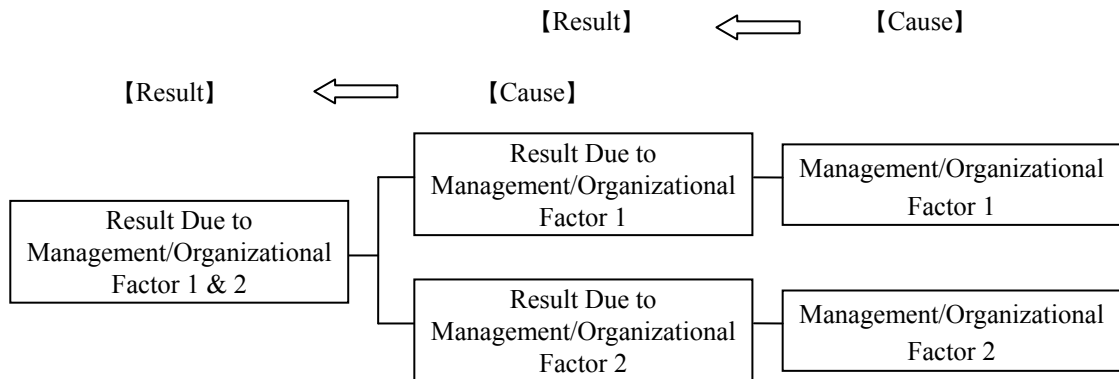 【Result】 【Cause】
【Result】 【Cause】
Result Due to
Management/Organizational
Factor 1
Management/Organizational
Factor 1
Result Due to
Management/Organizational
Factor 1 & 2
Result Due to
Management/Organizational
Factor 2
Management/Organizational
Factor 2